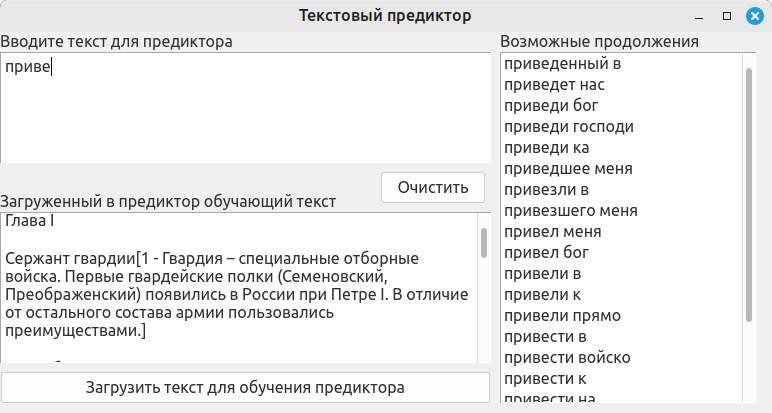 Текстовый предиктор
Вводите текст для предиктора
приве
Очистить
Загруженный в предиктор обучающий текст
Глава I
Сержант гвардии[1 - Гвардия – специальные отборные
войска. Первые гвардейские полки (Семеновский,
Преображенский) появились в России при Петре I. В отличие
от остального состава армии пользовались
преимуществами.]
Загрузить текст для обучения предиктора
Возможные продолжения
приведенный в
приведет нас
приведи бог
приведи господи
приведи ка
приведшее меня
привезли в
привезшего меня
привел меня
привел бог
привели в
привели к
привели прямо
привести в
привести войско
привести к
привести на